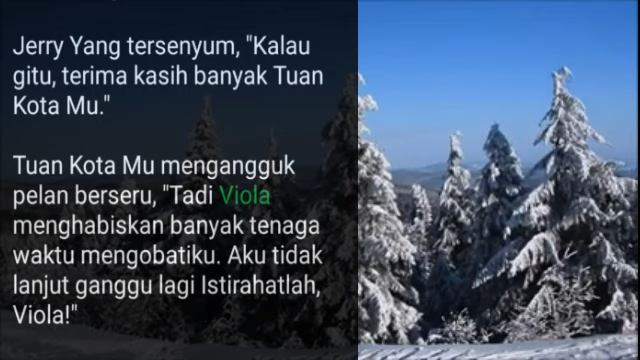 Jerry Yang tersenyum, "Kalau
gitu, terima kasih banyak Tuan
Kota Mu."
Tuan Kota Mu mengangguk
pelan berseru, "Tadi Viola
menghabiskan banyak tenaga
waktu mengobatiku. Aku tidak
lanjut ganggu lagi Istirahatlah,
Viola!"